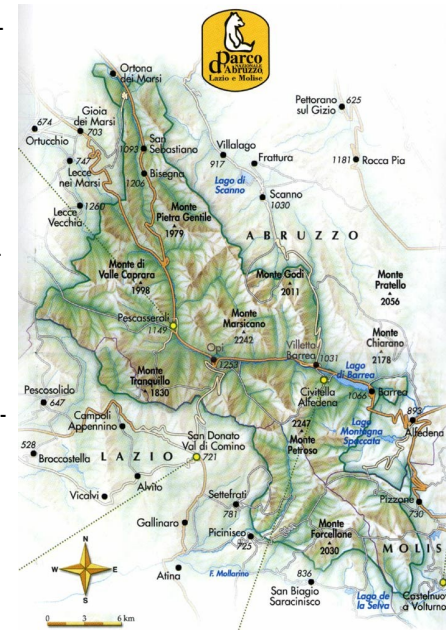 Parco
NAZIONALE
d'Abruzzo
Lazio e Molise
Ortona
dei Marsi
Pettorano
sul Gizio
625
674
Ortucchio
Gioia
dei Marsi
703
1093
San
Sebastiano
Villalago
917
Frattura
1181
Rocca Pia
747
Lecce
nei Marsi
1206
Bisegna
Lago di
Scanno
Scanno
1030
Lecce
Vecchia
1260
Monte
Pietra Gentile
1979
ABRUZZO
Monte di
Valle Caprara
1998
Monte Godi
2011
Monte
Pratello
2056
Pescasseroli
1149
Monte
Marsicano
2242
Monte
Chiarano
2178
Opi
1253
Villetta
Barrea
1031
Lago
di Barrea
Monte
Tranquillo
1830
Civitella
Alfedena
1066
Barrea
Pescosolido
647
893
Alfedena
Campoli
Appennino
2247
Monte
Petroso
Lago
Montagna
Spaccata
528
Broccostella
LAZIO
San Donato
Val di Comino
721
Alvito
Vicalvi
Settefrati
781
Pizzone
730
Gallinaro
Picinisco
725
Monte
Forcellone
2030
MOLIS
N
W
E
S
Atina
F. Mollarino
836
San Biagio
Saracinisco
Lago de
la Selva
Castelnuo
a Volturno
0
3
6 km